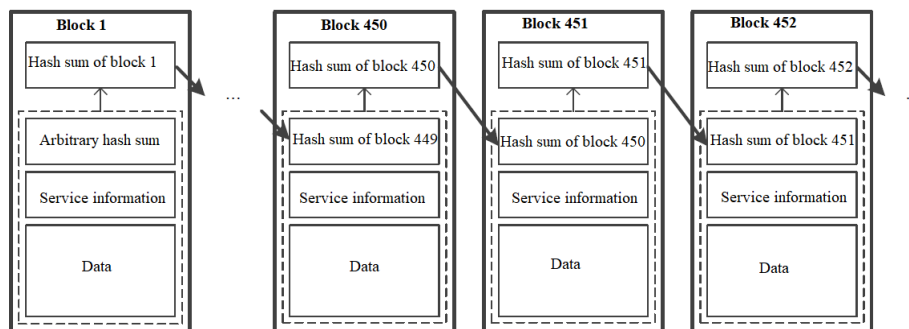 Block 1
Hash sum of block 1
Arbitrary hash sum
Service information
Data
...
Block 450
Hash sum of block 450
Hash sum of block 449
Service information
Data
Block 451
Hash sum of block 451
Hash sum of block 450
Service information
Data
Block 452
Hash sum of block 452
Hash sum of block 451
Service information
Data